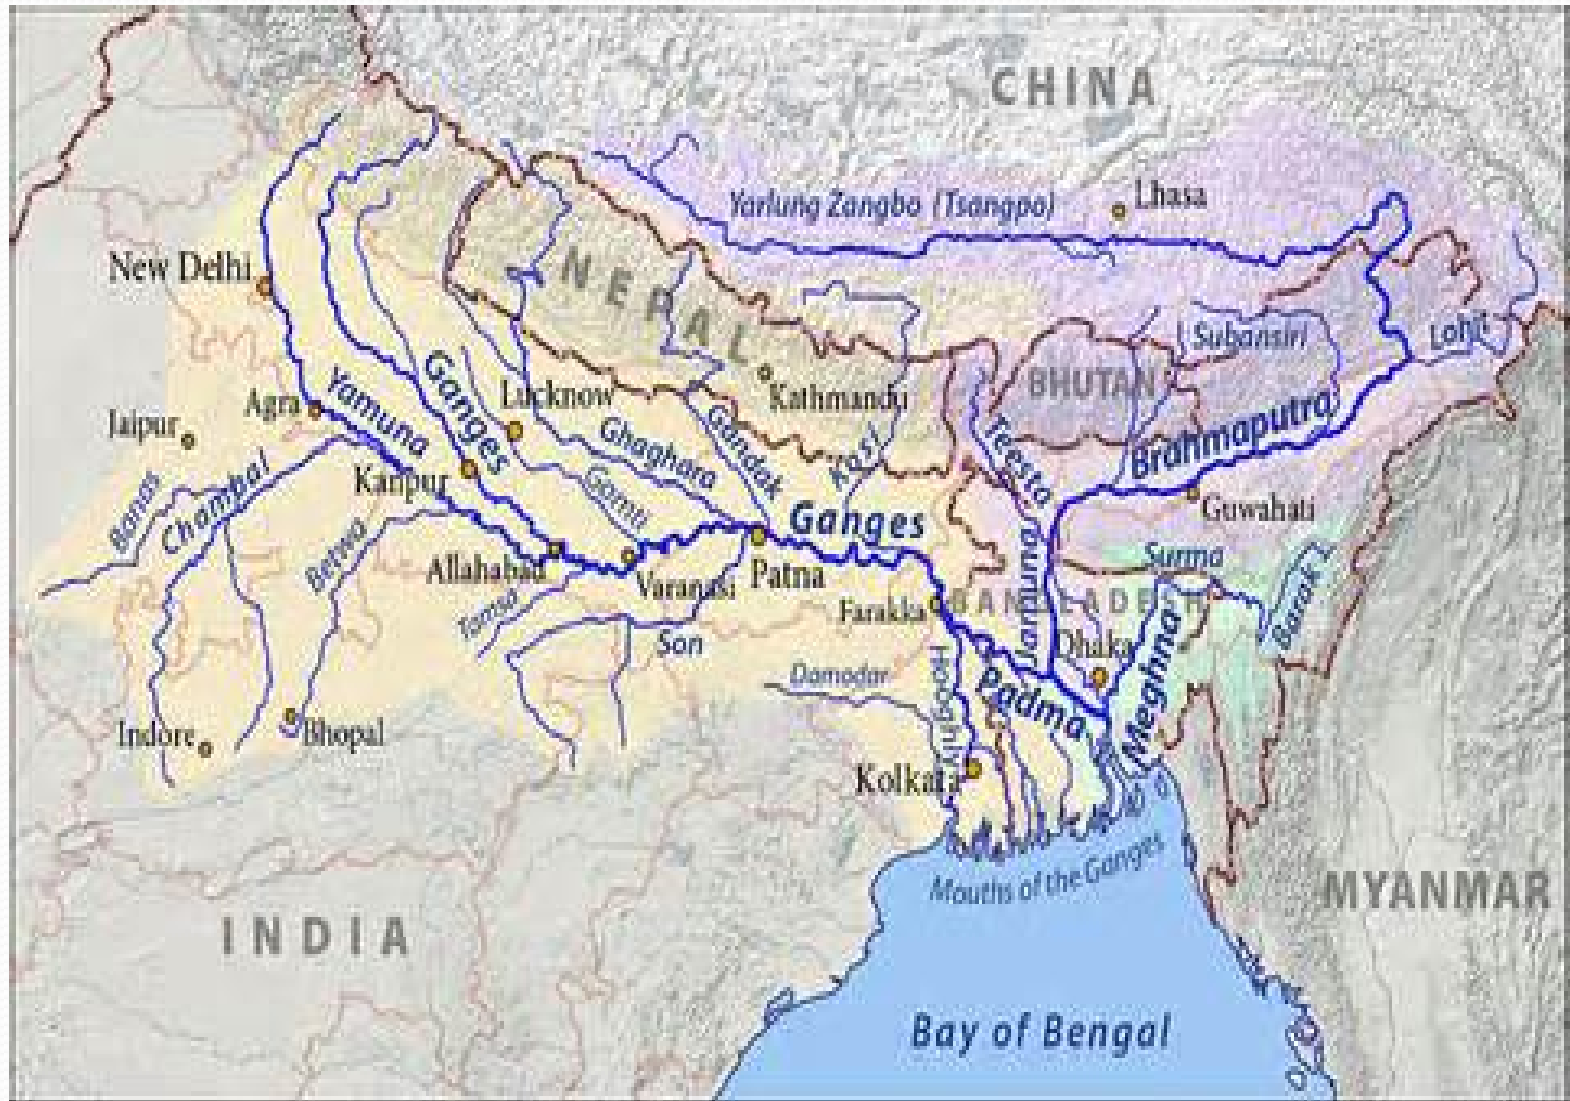 CHINA
Yarlung Zangbo (Tsangpo)
Lhasa
New Delhi
NEPAL
Subansiri
Lohit
BHUTAN
Ganges
Yamuna
Lucknow
Kathmandu
Agra
Jaipur
Ghaghara
Gandak
Kosi
Teesta
Brahmaputra
Banas
Chambal
Kanpur
Gomti
Ganges
Guwahati
Betwa
Allahabad
Varanasi
Patna
Jamuna
Surma
Barak
Tamsa
Farakka
BANGLADESH
Son
Dhaka
Meghna
Damodar
Hooghly
Padma
Indore
Bhopal
Kolkata
Mouths of the Ganges
INDIA
MYANMAR
Bay of Bengal